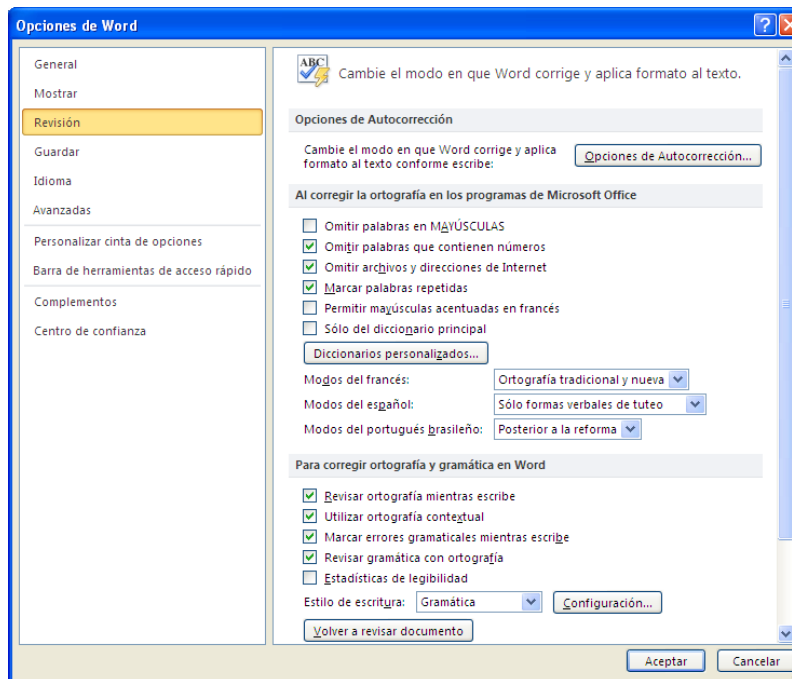 Opciones de Word
General
Mostrar
Revisión
Guardar
Idioma
Avanzadas
Personalizar cinta de opciones
Barra de herramientas de acceso rápido
Complementos
Centro de confianza
ABC
Cambie el modo en que Word corrige y aplica formato al texto.
Opciones de Autocorrección
Cambie el modo en que Word corrige y aplica
formato al texto conforme escribe:
Opciones de Autocorrección...
Al corregir la ortografía en los programas de Microsoft Office
Omitir palabras en MAYÚSCULAS
Omitir palabras que contienen números
Omitir archivos y direcciones de Internet
Marcar palabras repetidas
Permitir mayúsculas acentuadas en francés
Sólo del diccionario principal
Diccionarios personalizados...
Modos del francés: Ortografía tradicional y nueva
Modos del español: Sólo formas verbales de tuteo
Modos del portugués brasileño: Posterior a la reforma
Para corregir ortografía y gramática en Word
Revisar ortografía mientras escribe
Utilizar ortografía contextual
Marcar errores gramaticales mientras escribe
Revisar gramática con ortografía
Estadísticas de legibilidad
Estilo de escritura: Gramática Configuración...
Volver a revisar documento
Aceptar Cancelar